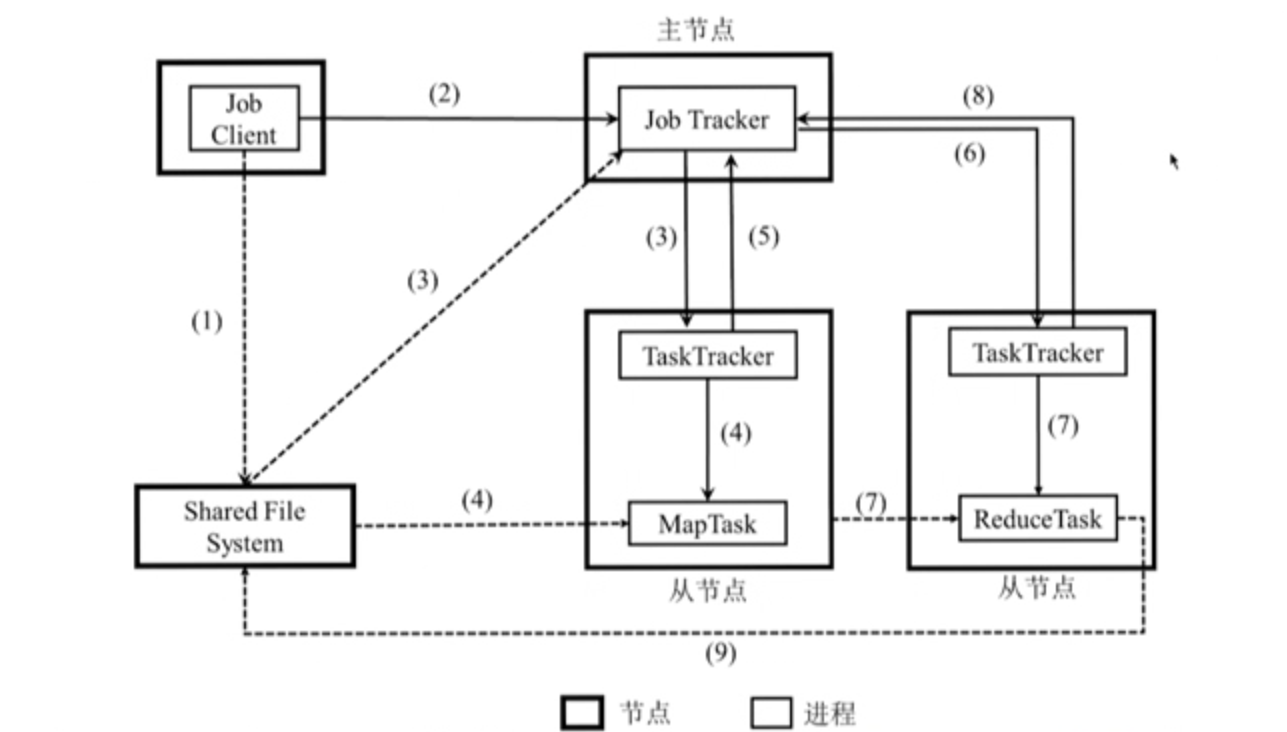 主节点
Job
Client
(2)
Job Tracker
(8)
(6)
(3)
(5)
(3)
(1)
TaskTracker
TaskTracker
(4)
(7)
Shared File
System
(4)
MapTask
(7)
ReduceTask
从节点
从节点
(9)
节点
进程